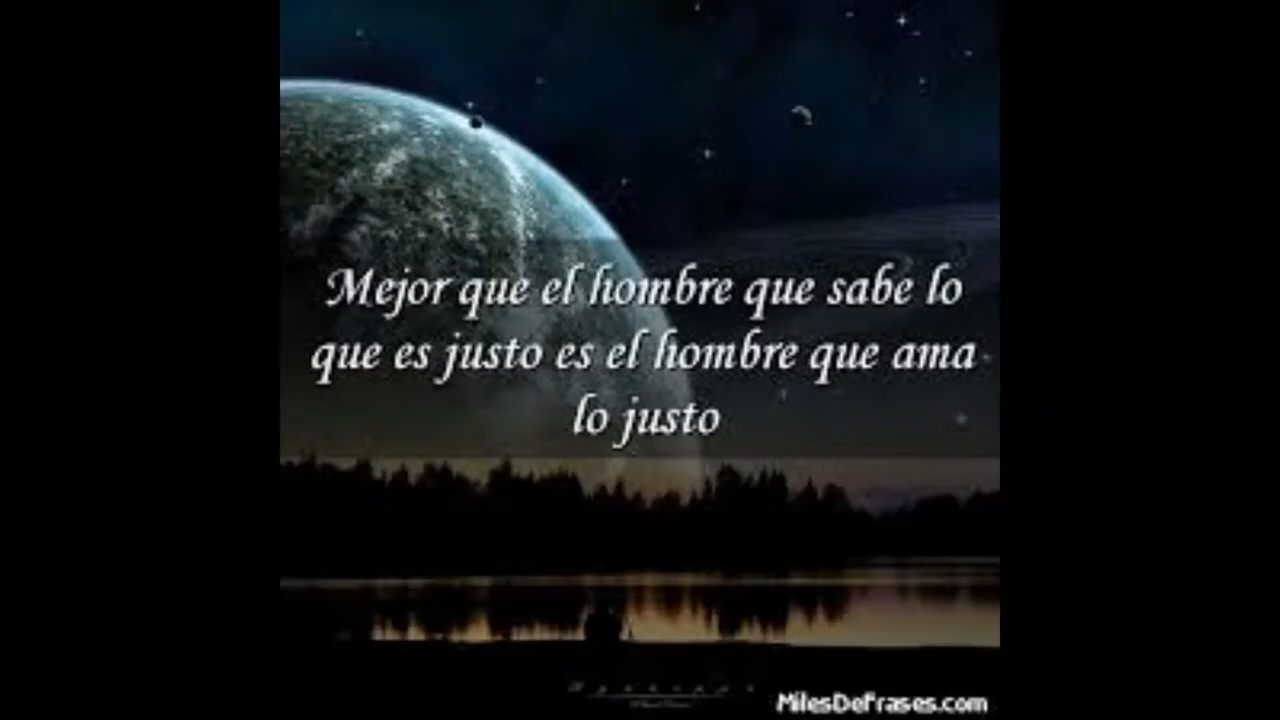 Mejor que el hombre que sabe lo
que es justo es el hombre que ama
lo justo
MilesDeFrases.com